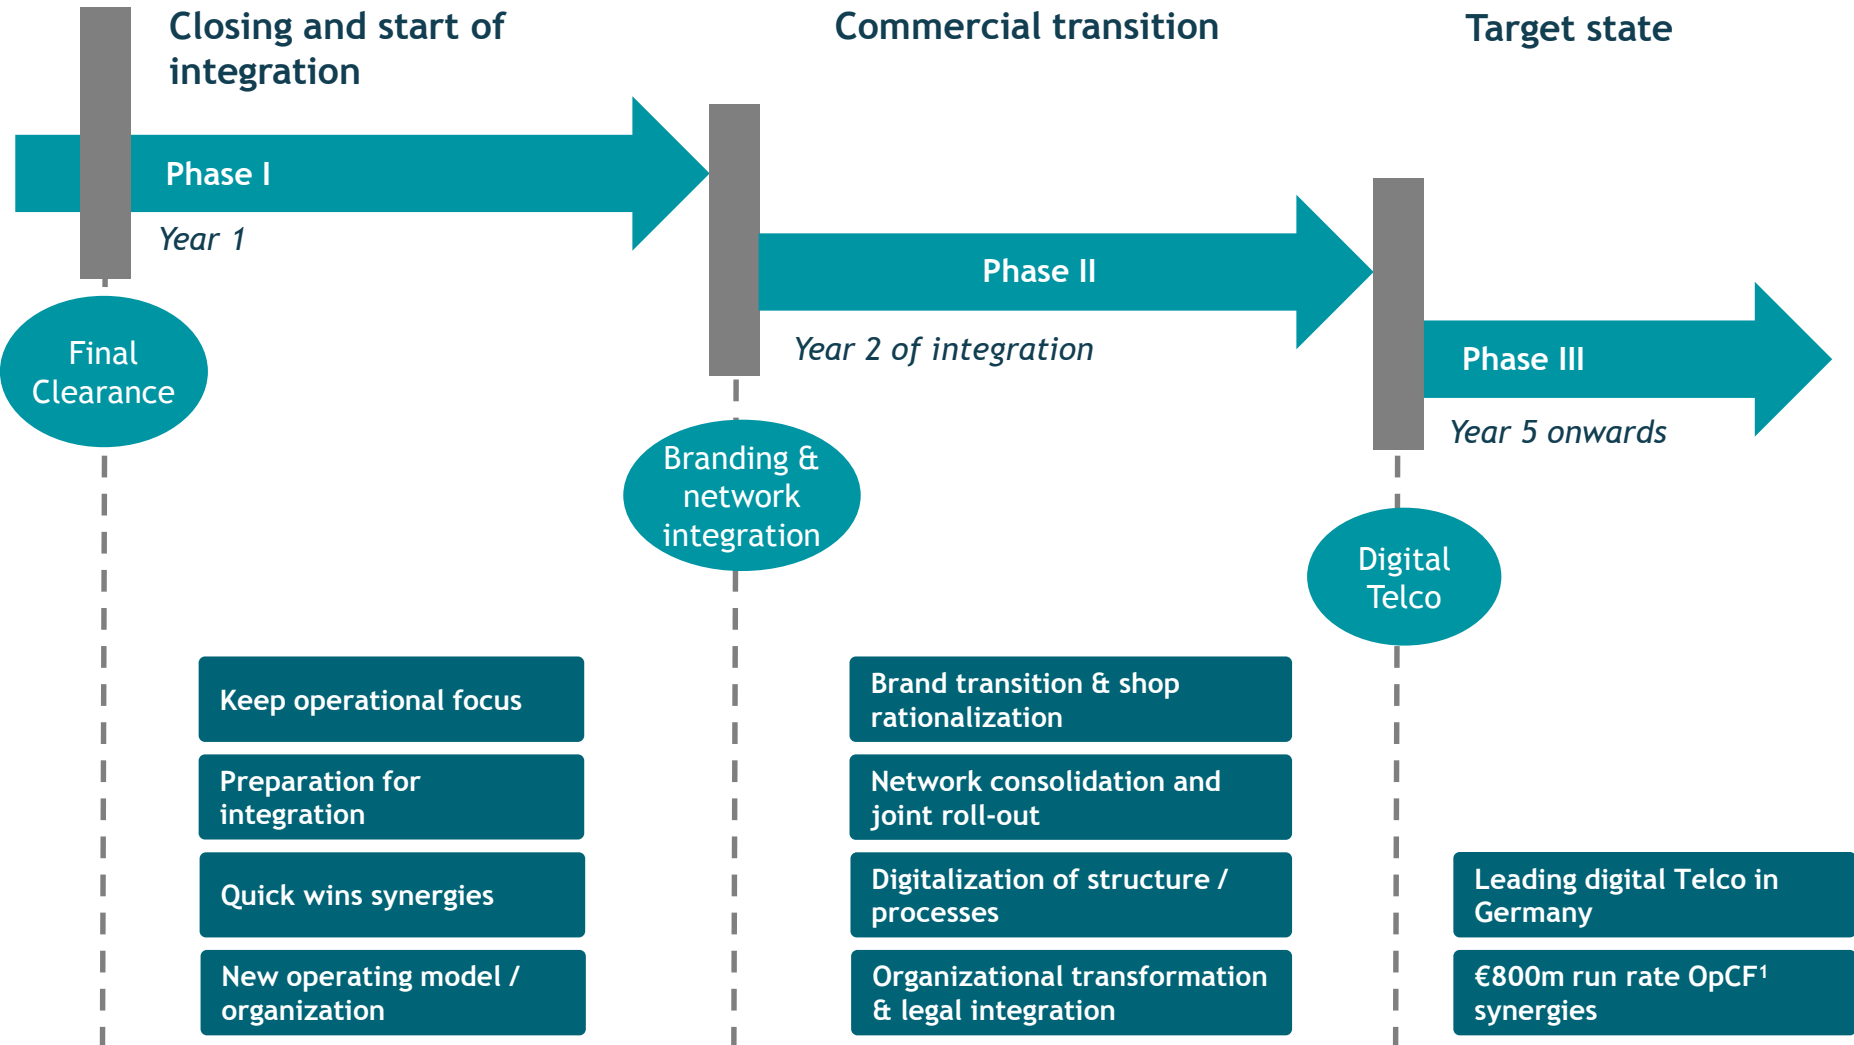 Closing and start of
integration
Commercial transition
Target state
Phase I
Year 1
Phase II
Year 2 of integration
Phase III
Year 5 onwards
Final
Clearance
Branding &
network
integration
Digital
Telco
Keep operational focus
Preparation for
integration
Quick wins synergies
New operating model /
organization
Brand transition & shop
rationalization
Network consolidation and
joint roll-out
Digitalization of structure /
processes
Organizational transformation
& legal integration
Leading digital Telco in
Germany
€800m run rate OpCF¹
synergies